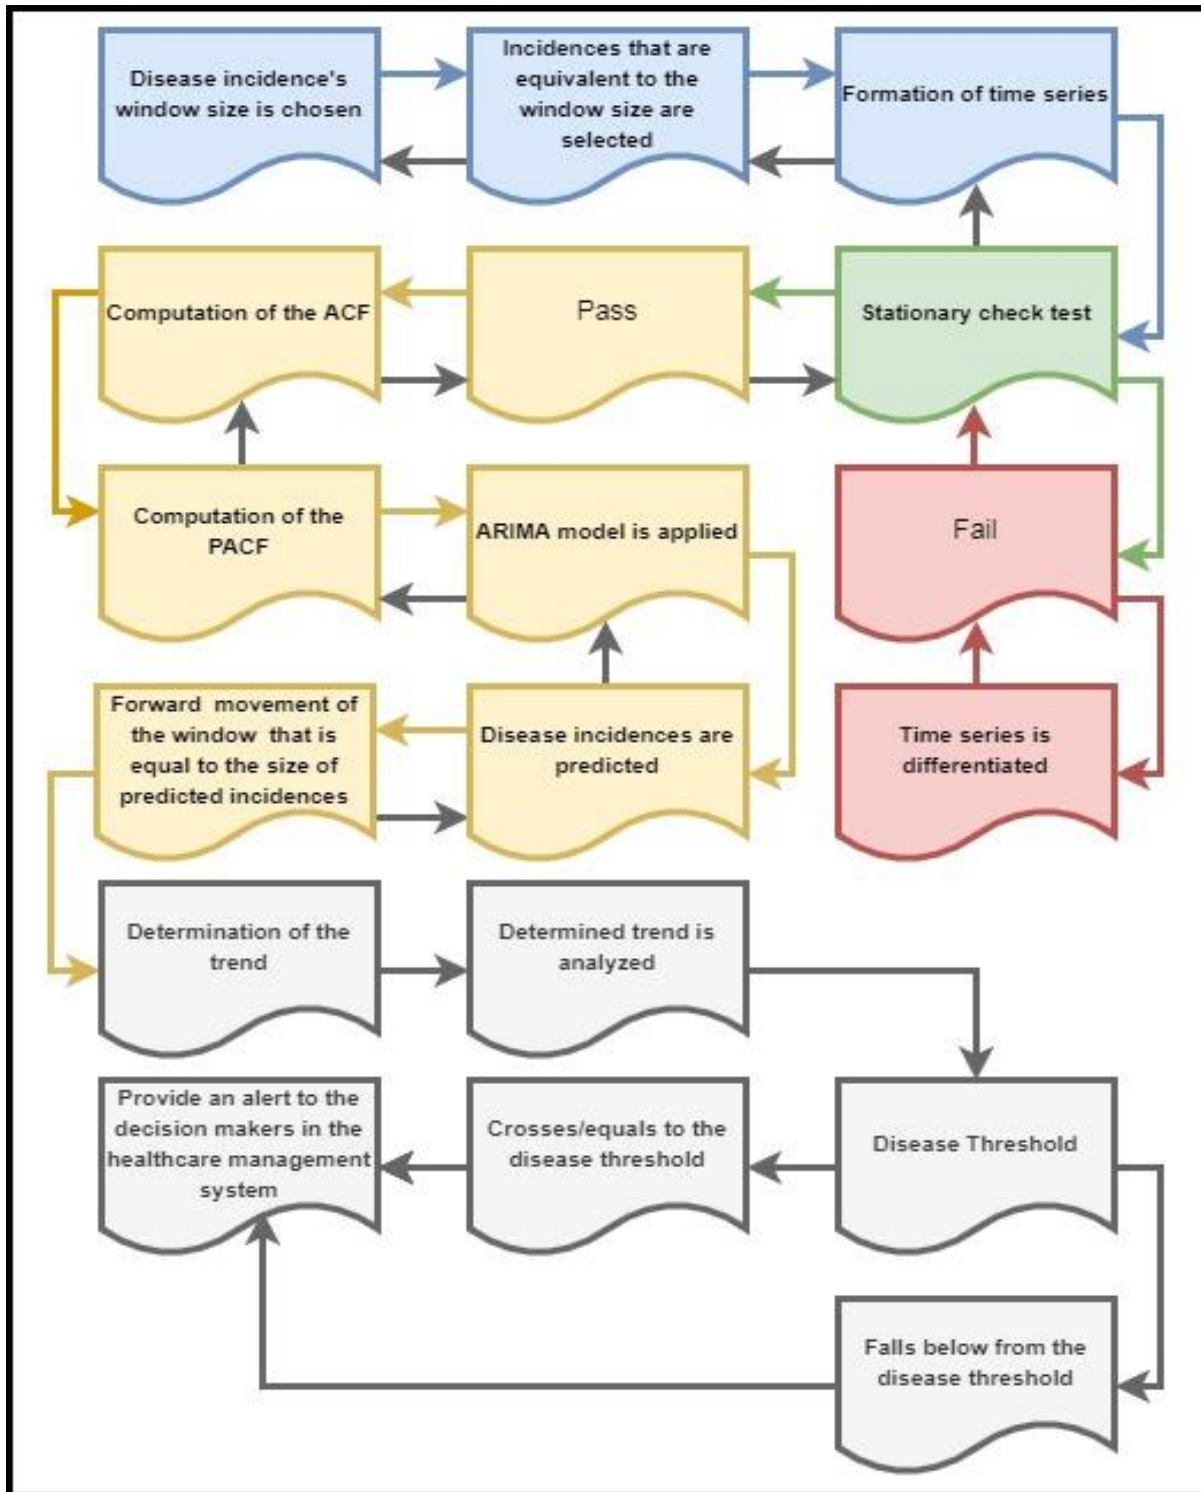 Disease incidence's
window size is chosen
Incidences that are
equivalent to the
window size are
selected
Formation of time series
Computation of the ACF
Pass
Stationary check test
Computation of the
PACF
ARIMA model is applied
Fail
Forward movement of
the window that is
equal to the size of
predicted incidences
Disease incidences are
predicted
Time series is
differentiated
Determination of the
trend
Determined trend is
analyzed
Provide an alert to the
decision makers in the
healthcare management
system
Crosses/equals to the
disease threshold
Disease Threshold
Falls below from the
disease threshold